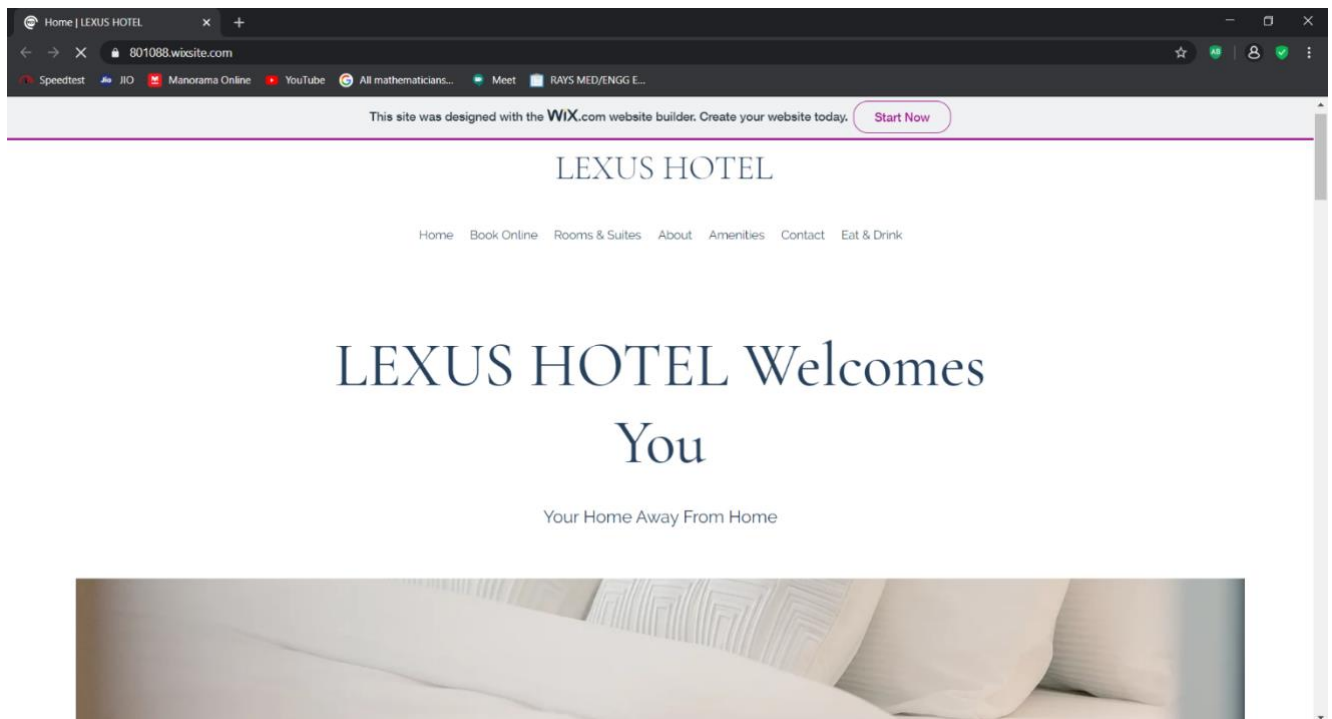 Home | LEXUS HOTEL
801088.wixsite.com
Speedtest JIO Manorama Online YouTube All mathematicians... Meet RAYS MED/ENGG E...
This site was designed with the WiX.com website builder. Create your website today. Start Now
LEXUS HOTEL
Home Book Online Rooms & Suites About Amenities Contact Eat & Drink
LEXUS HOTEL Welcomes
You
Your Home Away From Home